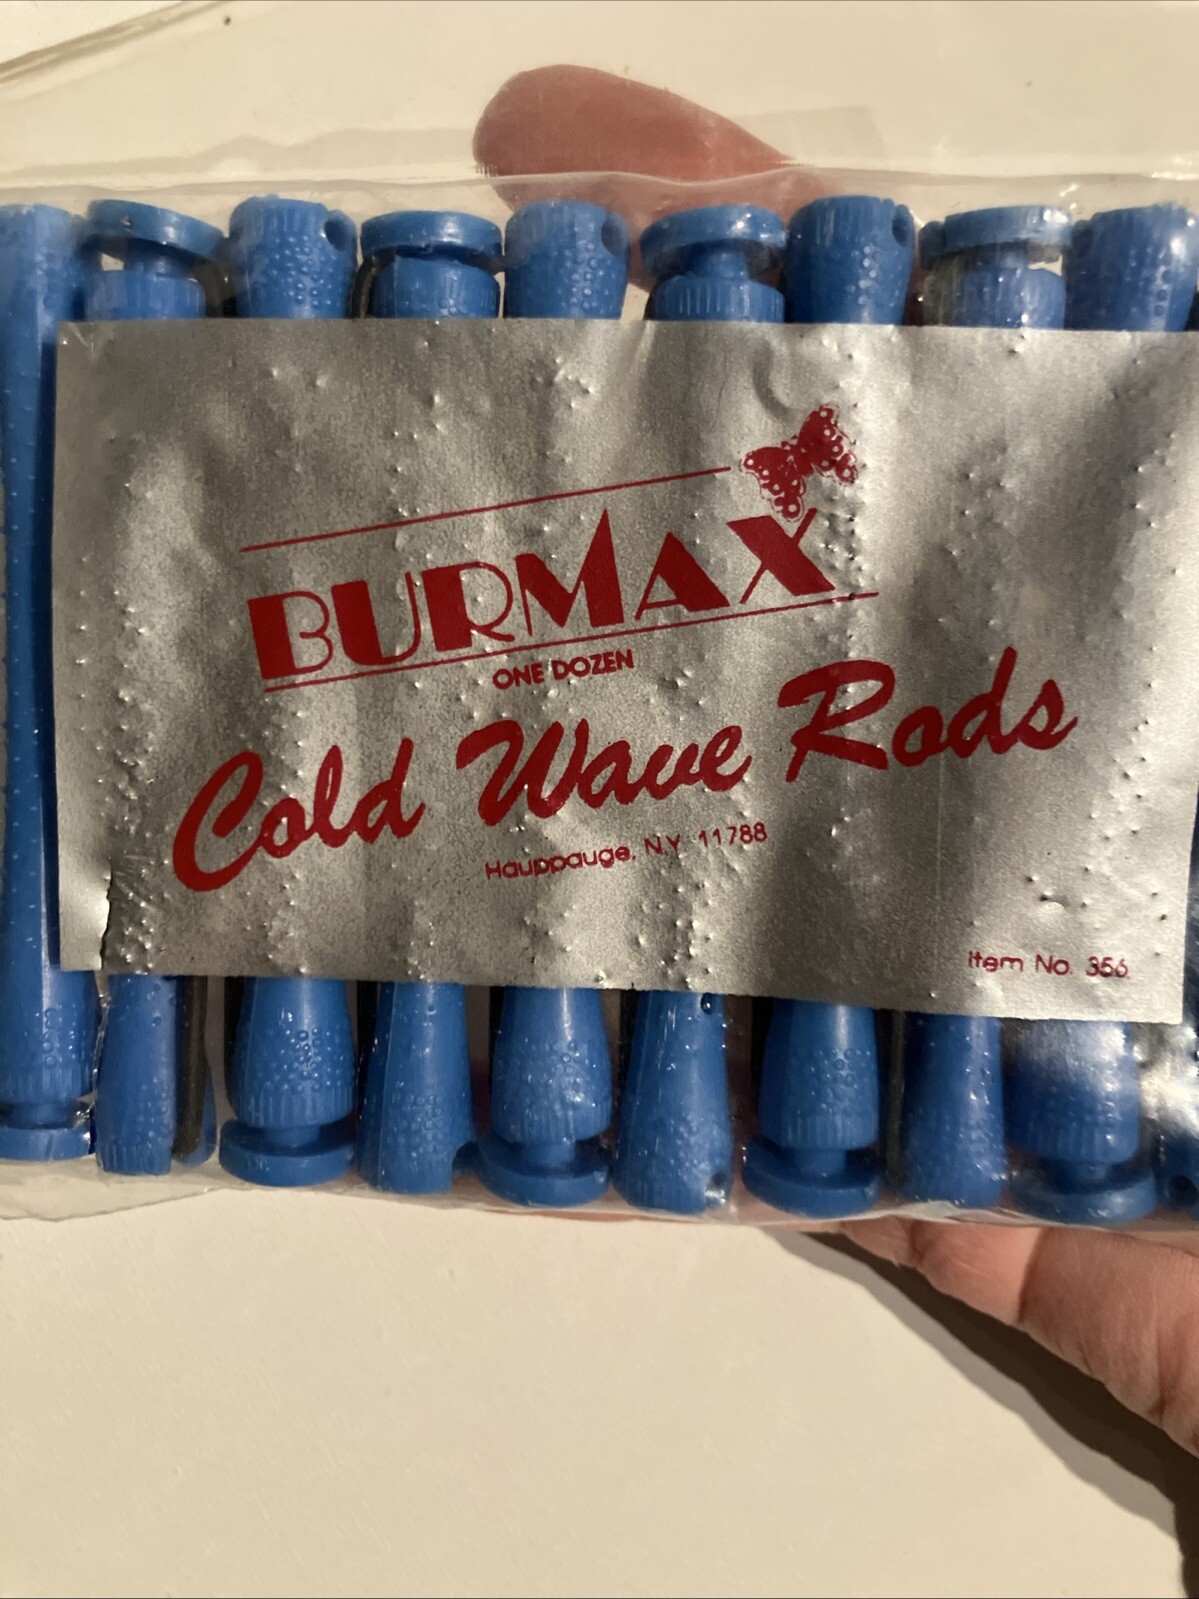 BURMAX
ONE DOZEN
Cold Wave Rods
Hauppauge, N.Y. 11788
Item No. 356